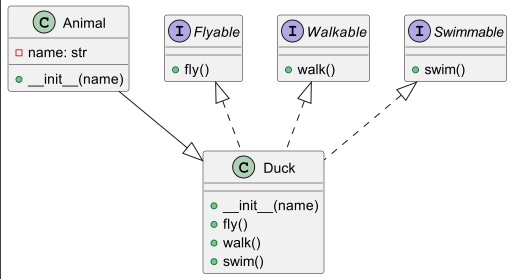 C Animal
name: str
__init__(name)
I Flyable
fly()
I Walkable
walk()
I Swimmable
swim()
C Duck
__init__(name)
fly()
walk()
swim()